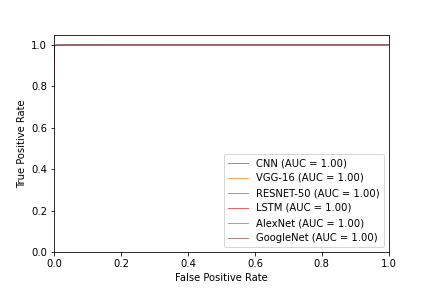 1.0
0.8
0.6
0.4
0.2
0.0
True Positive Rate
CNN (AUC = 1.00)
VGG-16 (AUC = 1.00)
RESNET-50 (AUC = 1.00)
LSTM (AUC = 1.00)
AlexNet (AUC = 1.00)
GoogleNet (AUC = 1.00)
0.0 0.2 0.4 0.6 0.8 1.0
False Positive Rate